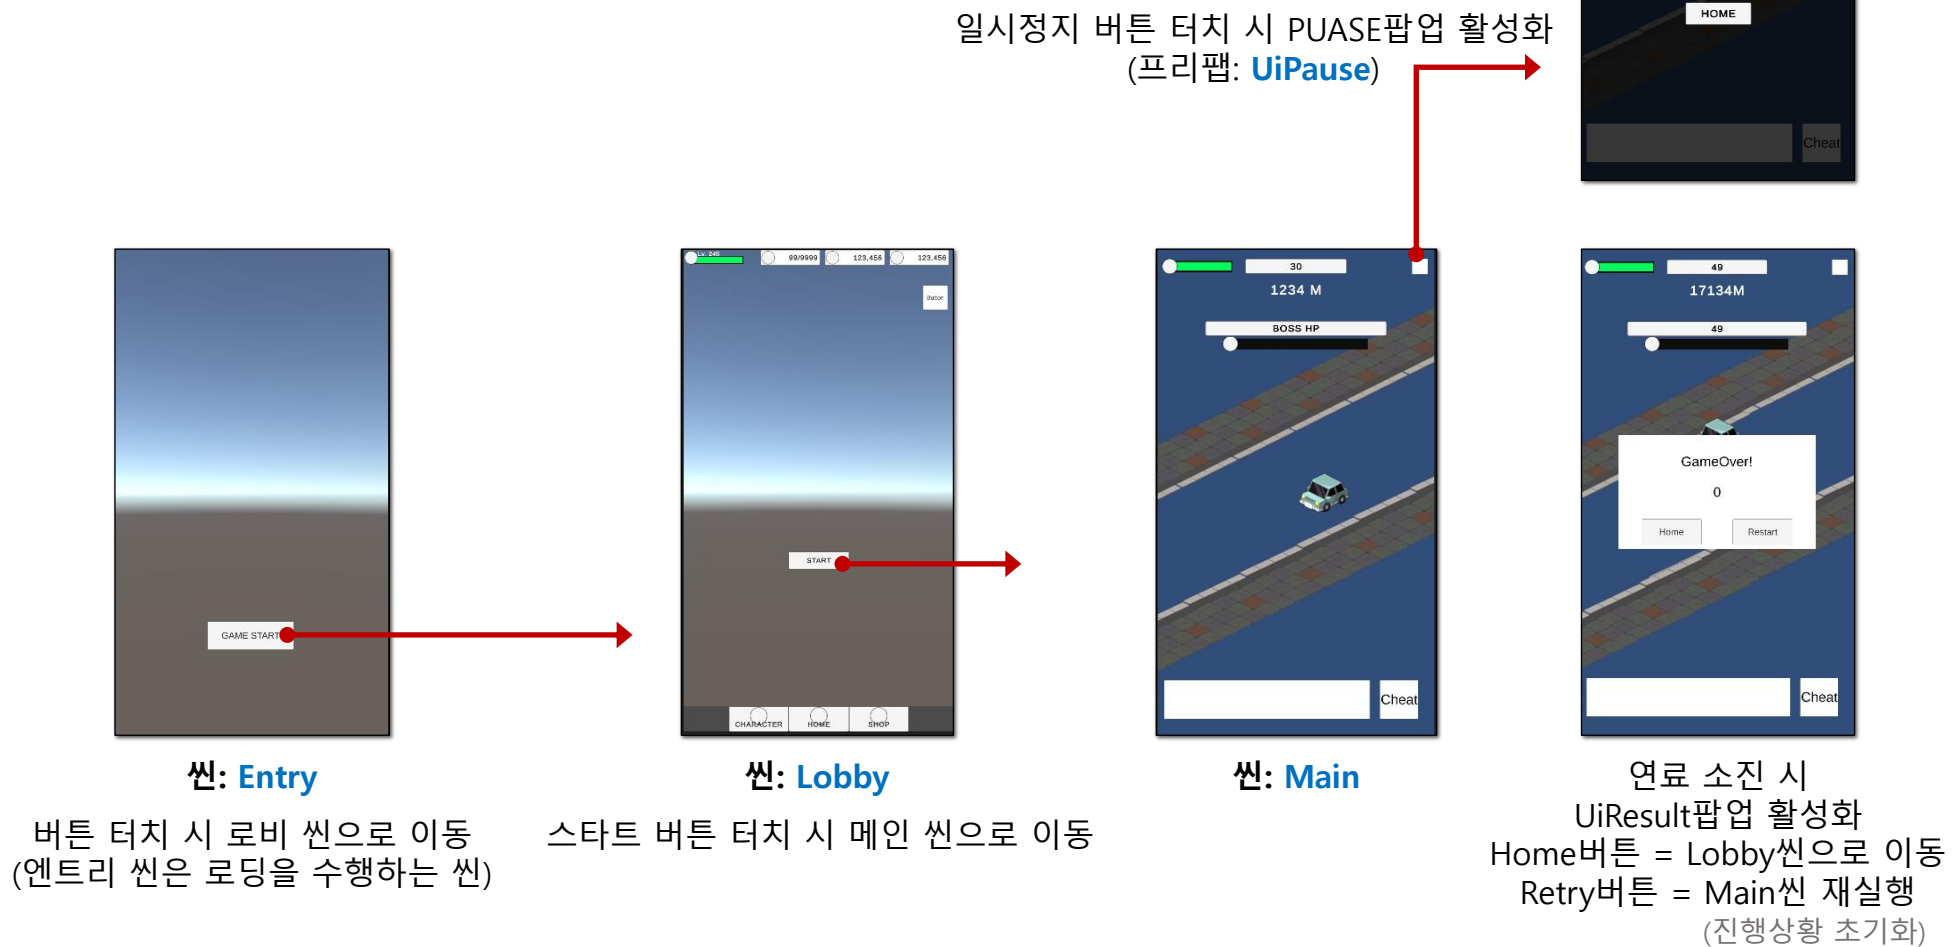 일시정지 버튼 터치 시 PUASE팝업 활성화
(프리팹: UiPause)
HOME
Cheat
GAME START
Lv. 245
99/9999
123,456
123,456
Button
START
CHARACTER
HOME
SHOP
30
1234 M
BOSS HP
Cheat
49
17134M
49
GameOver!
0
Home
Restart
Cheat
씬: Entry
버튼 터치 시 로비 씬으로 이동
(엔트리 씬은 로딩을 수행하는 씬)
씬: Lobby
스타트 버튼 터치 시 메인 씬으로 이동
씬: Main
연료 소진 시
UiResult팝업 활성화
Home버튼 = Lobby씬으로 이동
Retry버튼 = Main씬 재실행
(진행상황 초기화)